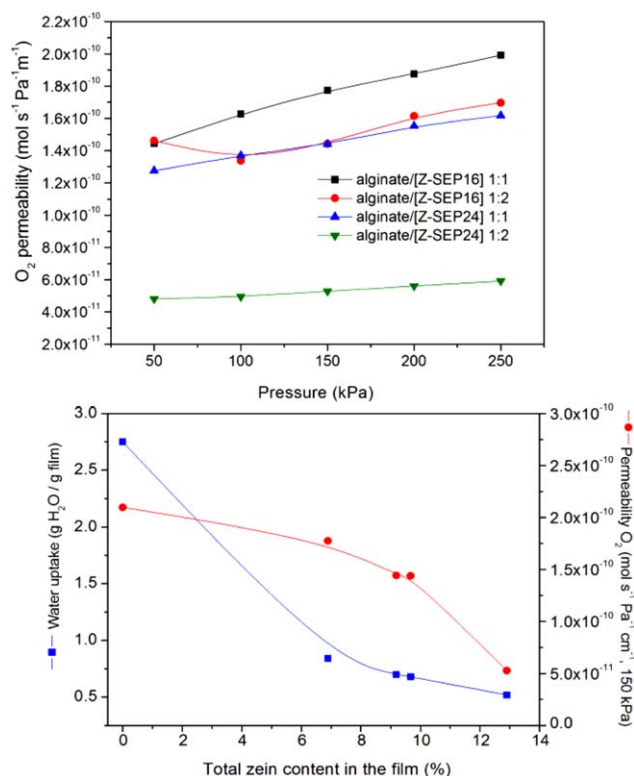 2.2x10⁻¹⁰
2.0x10⁻¹⁰
1.8x10⁻¹⁰
1.6x10⁻¹⁰
1.4x10⁻¹⁰
1.2x10⁻¹⁰
1.0x10⁻¹⁰
8.0x10⁻¹¹
6.0x10⁻¹¹
4.0x10⁻¹¹
2.0x10⁻¹¹
O₂ permeability (mol s⁻¹ Pa⁻¹m⁻¹)
alginate/[Z-SEP16] 1:1
alginate/[Z-SEP16] 1:2
alginate/[Z-SEP24] 1:1
alginate/[Z-SEP24] 1:2
50 100 150 200 250
Pressure (kPa)
3.0
2.5
2.0
1.5
1.0
0.5
Water uptake (g H₂O / g film)
3.0x10⁻¹⁰
2.5x10⁻¹⁰
2.0x10⁻¹⁰
1.5x10⁻¹⁰
1.0x10⁻¹⁰
5.0x10⁻¹¹
0.0
Permeability O₂ (mol s⁻¹ Pa⁻¹ cm⁻¹, 150 kPa)
0 2 4 6 8 10 12 14
Total zein content in the film (%)